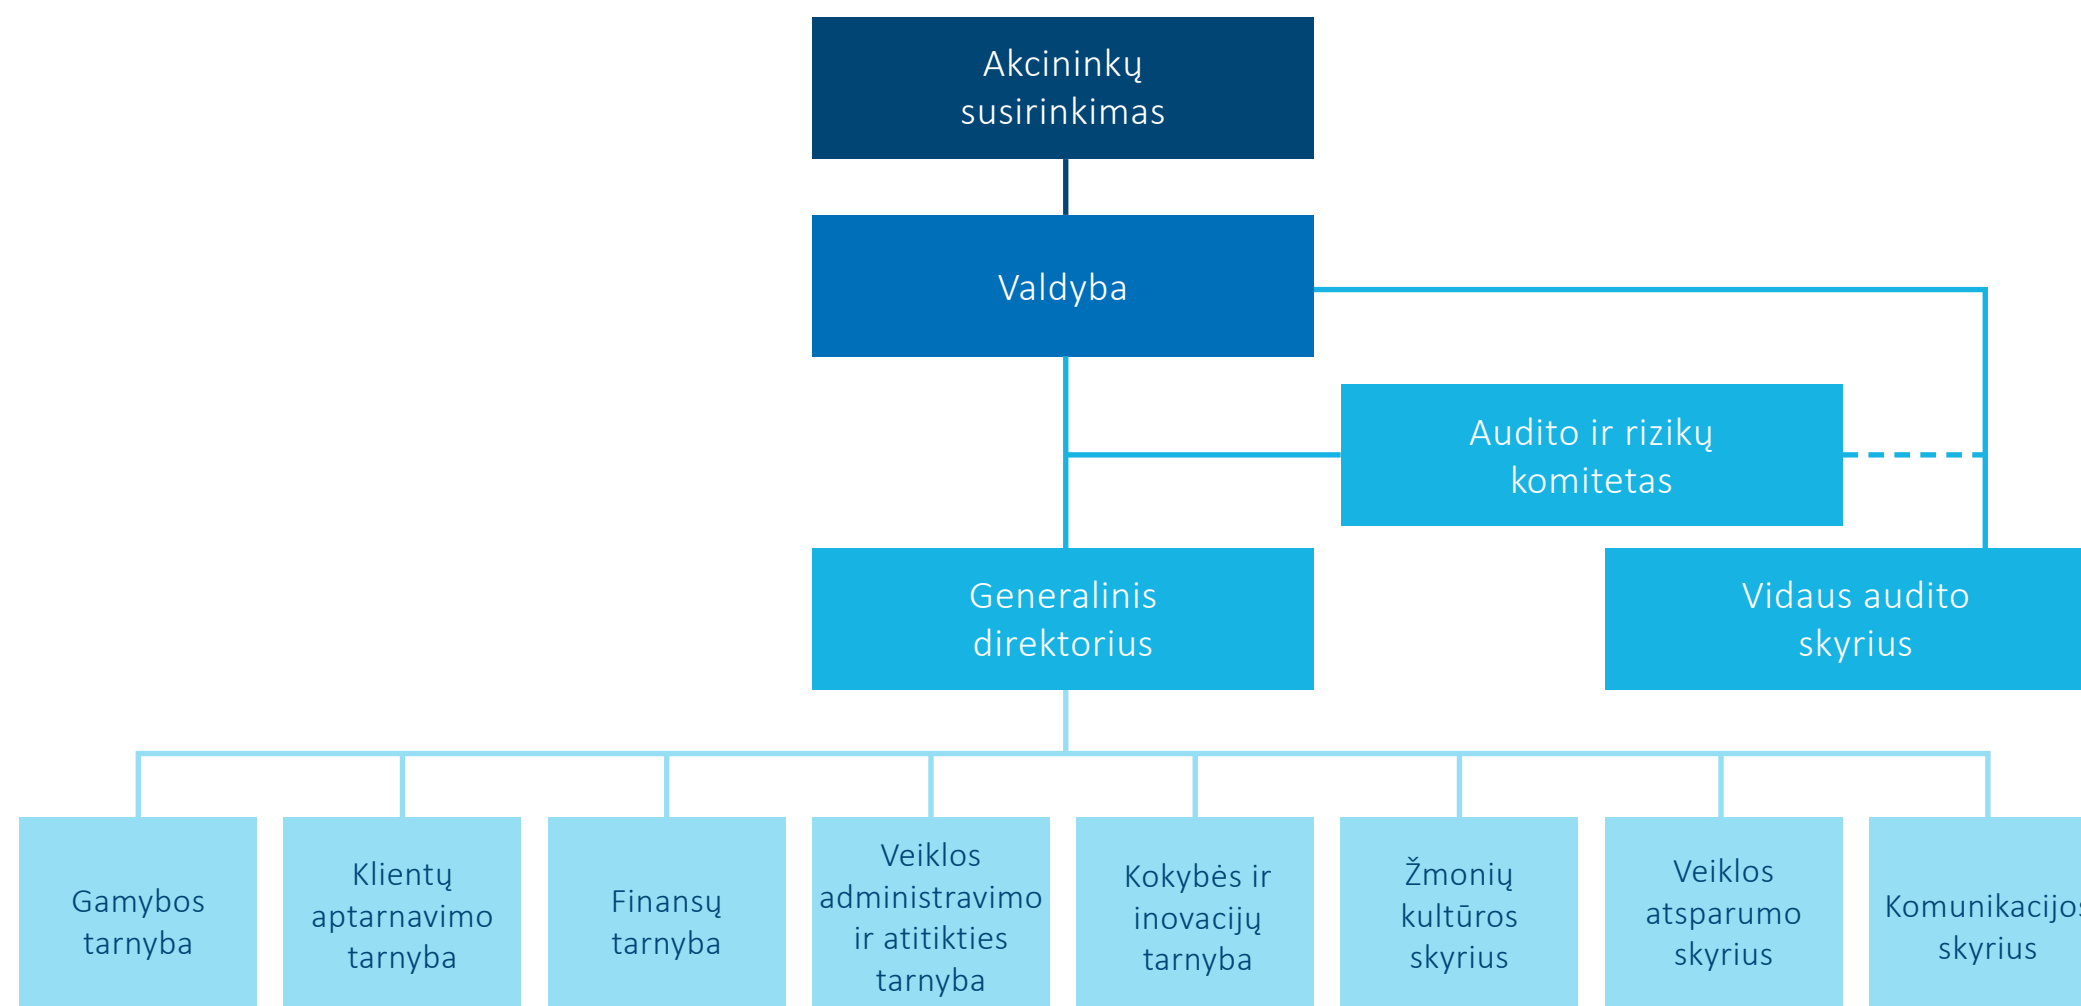 Akcininkų
susirinkimas
Valdyba
Audito ir rizikų
komitetas
Generalinis
direktorius
Vidaus audito
skyrius
Gamybos
tarnyba
Klientų
aptarnavimo
tarnyba
Finansų
tarnyba
Veiklos
administravimo
ir atitikties
tarnyba
Kokybės ir
inovacijų
tarnyba
Žmonių
kultūros
skyrius
Veiklos
atsparumo
skyrius
Komunikacijos
skyrius